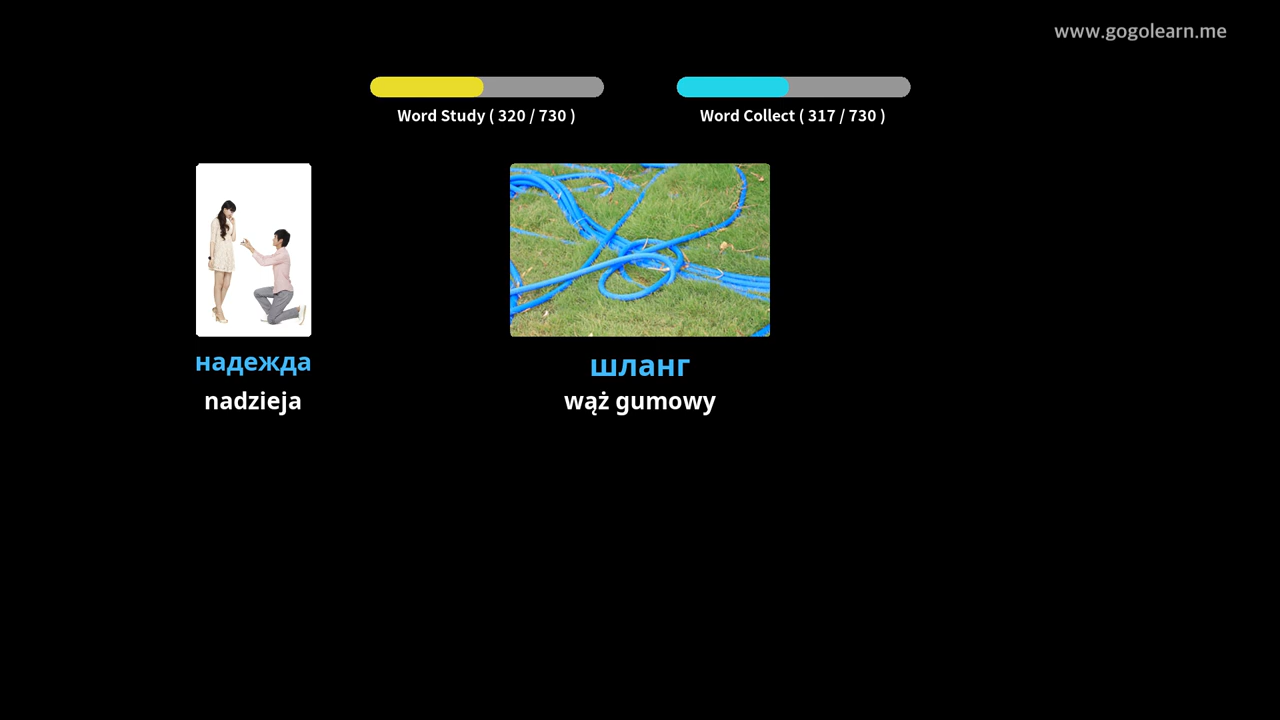 www.gogolearn.me
Word Study ( 320 / 730 )
Word Collect ( 317 / 730 )
надежда
nadzieja
шланг
wąż gumowy